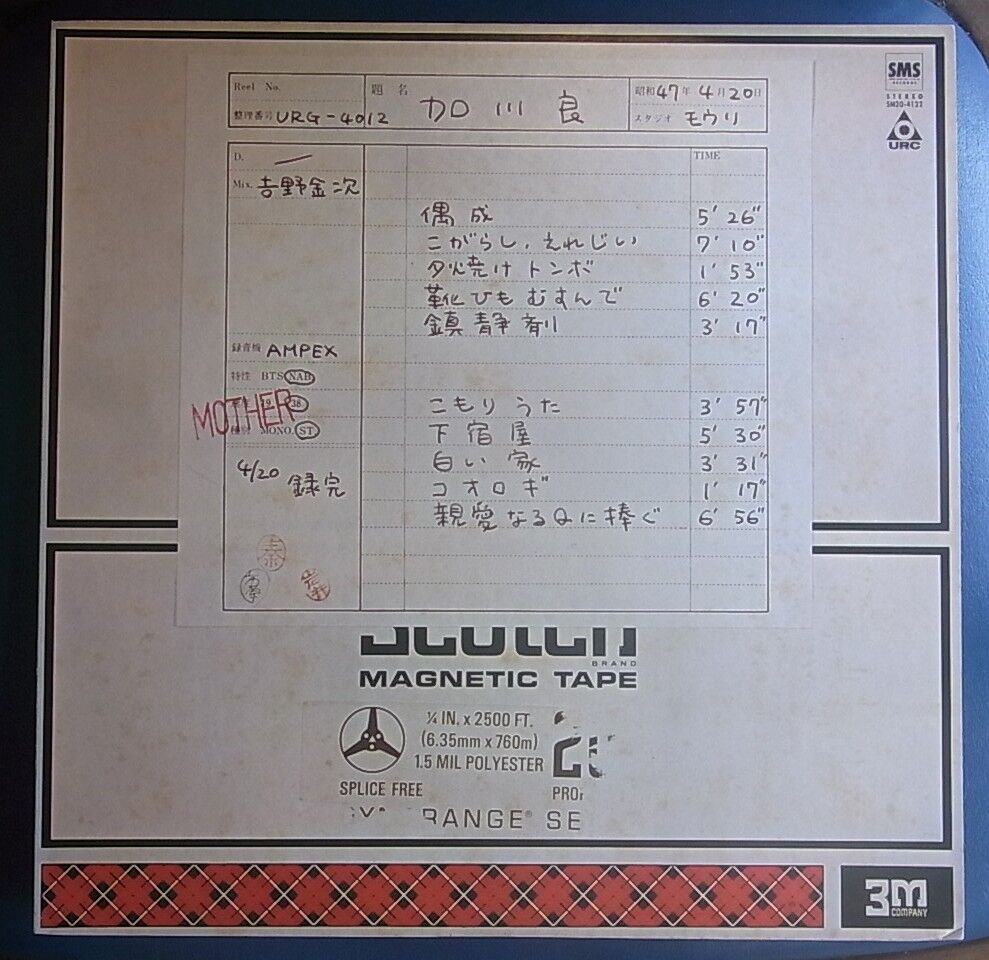 SMS
RECORDS
STEREO
SM20-4122
URC
Reel No.
整理番号 URG-4012
題名 加川良
昭和47年4月20日
スタジオ モウリ
D. /
TIME
Mix. 吉野金次
偶成 5′26″
こがらし．えれじい 7′10″
夕焼けトンボ 1′53″
靴ひもむすんで 6′20″
鎮静剤 3′17″
録音機 AMPEX
特性 BTS NAB
MOTHER
38
MONO. ST
こもりうた 3′57″
下宿屋 5′30″
白い家 3′31″
コオロギ 1′17″
親愛なるQに捧ぐ 6′56″
4/20 録完
BRAND
MAGNETIC TAPE
¼ IN. x 2500 FT.
(6.35mm x 760m)
1.5 MIL POLYESTER
SPLICE FREE
RANGE® SE
3M
COMPANY